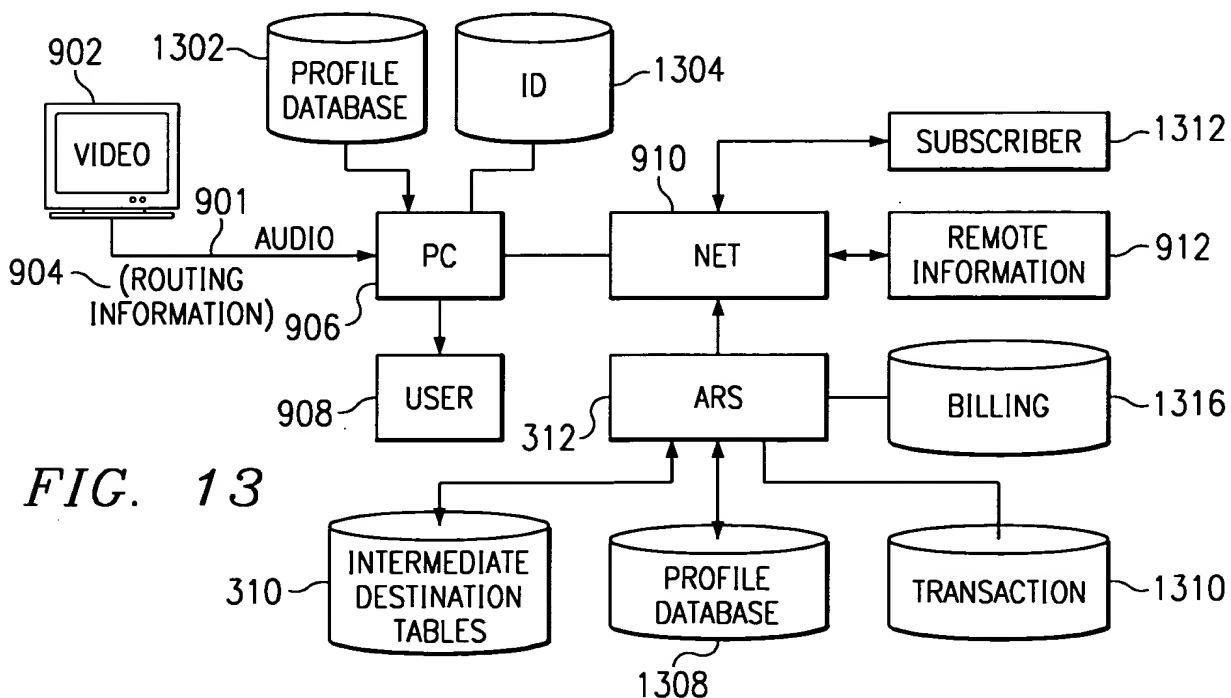 902
VIDEO
1302
PROFILE
DATABASE
ID
1304
910
SUBSCRIBER
1312
901
AUDIO
904
(ROUTING
INFORMATION)
PC
906
NET
REMOTE
INFORMATION
912
USER
908
ARS
312
BILLING
1316
FIG. 13
INTERMEDIATE
DESTINATION
TABLES
310
PROFILE
DATABASE
1308
TRANSACTION
1310